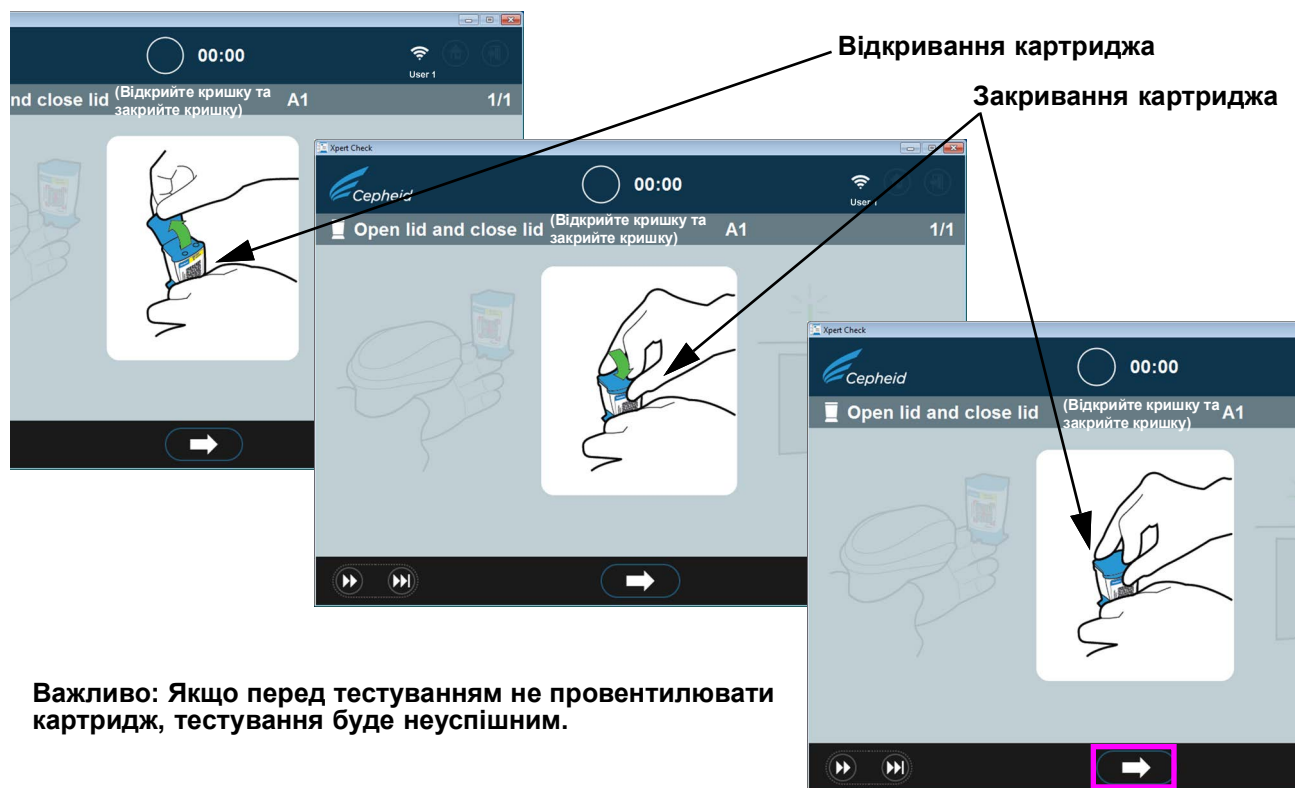 00:00
User 1
nd close lid (Відкрийте кришку та
закрийте кришку) A1 1/1
Відкривання картриджа
Закривання картриджа
Xpert Check
Cepheid
00:00
User 1
Open lid and close lid (Відкрийте кришку та
закрийте кришку) A1 1/1
Xpert Check
Cepheid
00:00
Open lid and close lid (Відкрийте кришку та
закрийте кришку) A1
Важливо: Якщо перед тестуванням не провентилювати
картридж, тестування буде неуспішним.